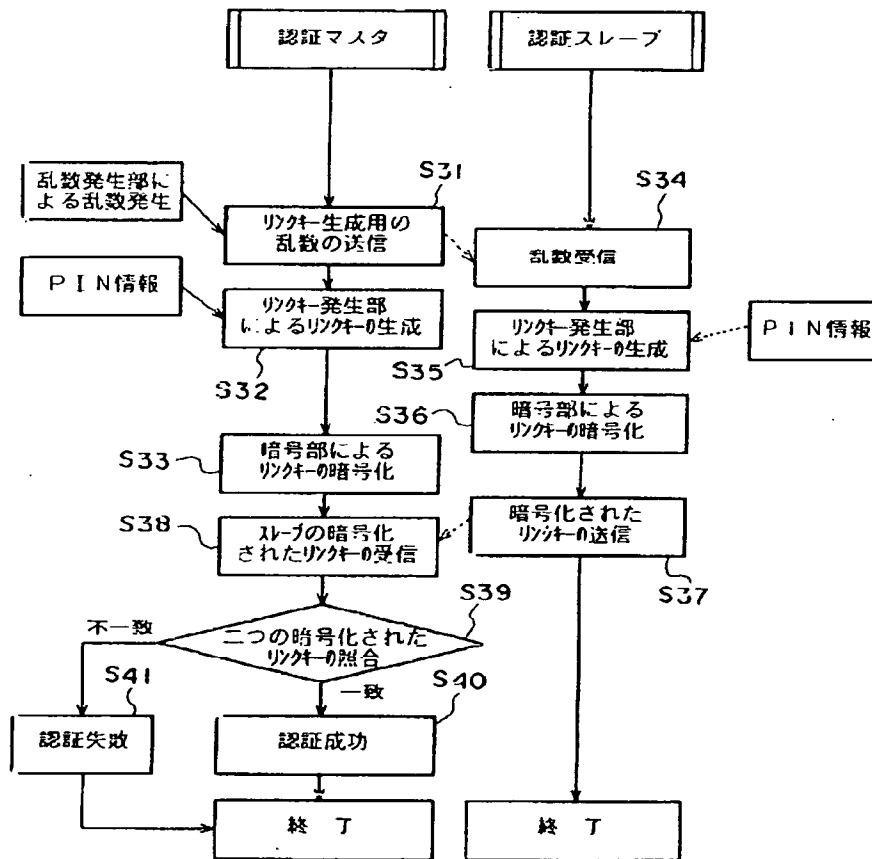 認証マスタ
認証スレーブ
乱数発生部に
よる乱数発生
S31
リンクキー生成用の
乱数の送信
S34
乱数受信
PIN情報
リンクキー発生部
によるリンクキーの生成
S32
リンクキー発生部
によるリンクキーの生成
S35
PIN情報
暗号部による
リンクキーの暗号化
S36
暗号部による
リンクキーの暗号化
S33
暗号化された
リンクキーの送信
S37
スレーブの暗号化
されたリンクキーの受信
S38
二つの暗号化された
リンクキーの照合
S39
不一致
一致
S41
認証失敗
S40
認証成功
終了
終了